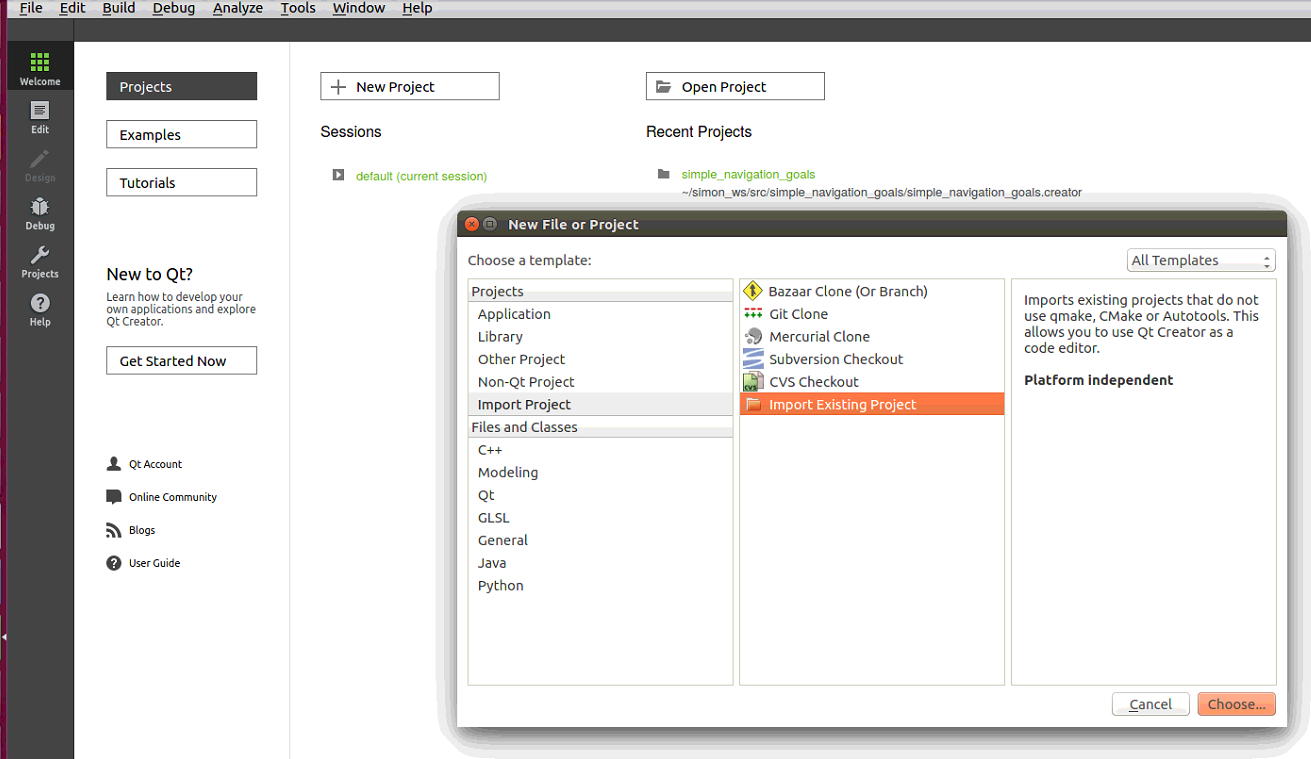 File Edit Build Debug Analyze Tools Window Help
Welcome
Edit
Design
Debug
Projects
Help
Projects
Examples
Tutorials
New to Qt?
Learn how to develop your
own applications and explore
Qt Creator.
Get Started Now
Qt Account
Online Community
Blogs
User Guide
New Project
Open Project
Sessions
default (current session)
Recent Projects
simple_navigation_goals
~/simon_ws/src/simple_navigation_goals/simple_navigation_goals.creator
New File or Project
Choose a template:
All Templates
Projects
Application
Library
Other Project
Non-Qt Project
Import Project
Files and Classes
C++
Modeling
Qt
GLSL
General
Java
Python
Bazaar Clone (Or Branch)
Git Clone
Mercurial Clone
Subversion Checkout
CVS
CVS Checkout
Import Existing Project
Imports existing projects that do not
use qmake, CMake or Autotools. This
allows you to use Qt Creator as a
code editor.
Platform independent
Cancel
Choose...